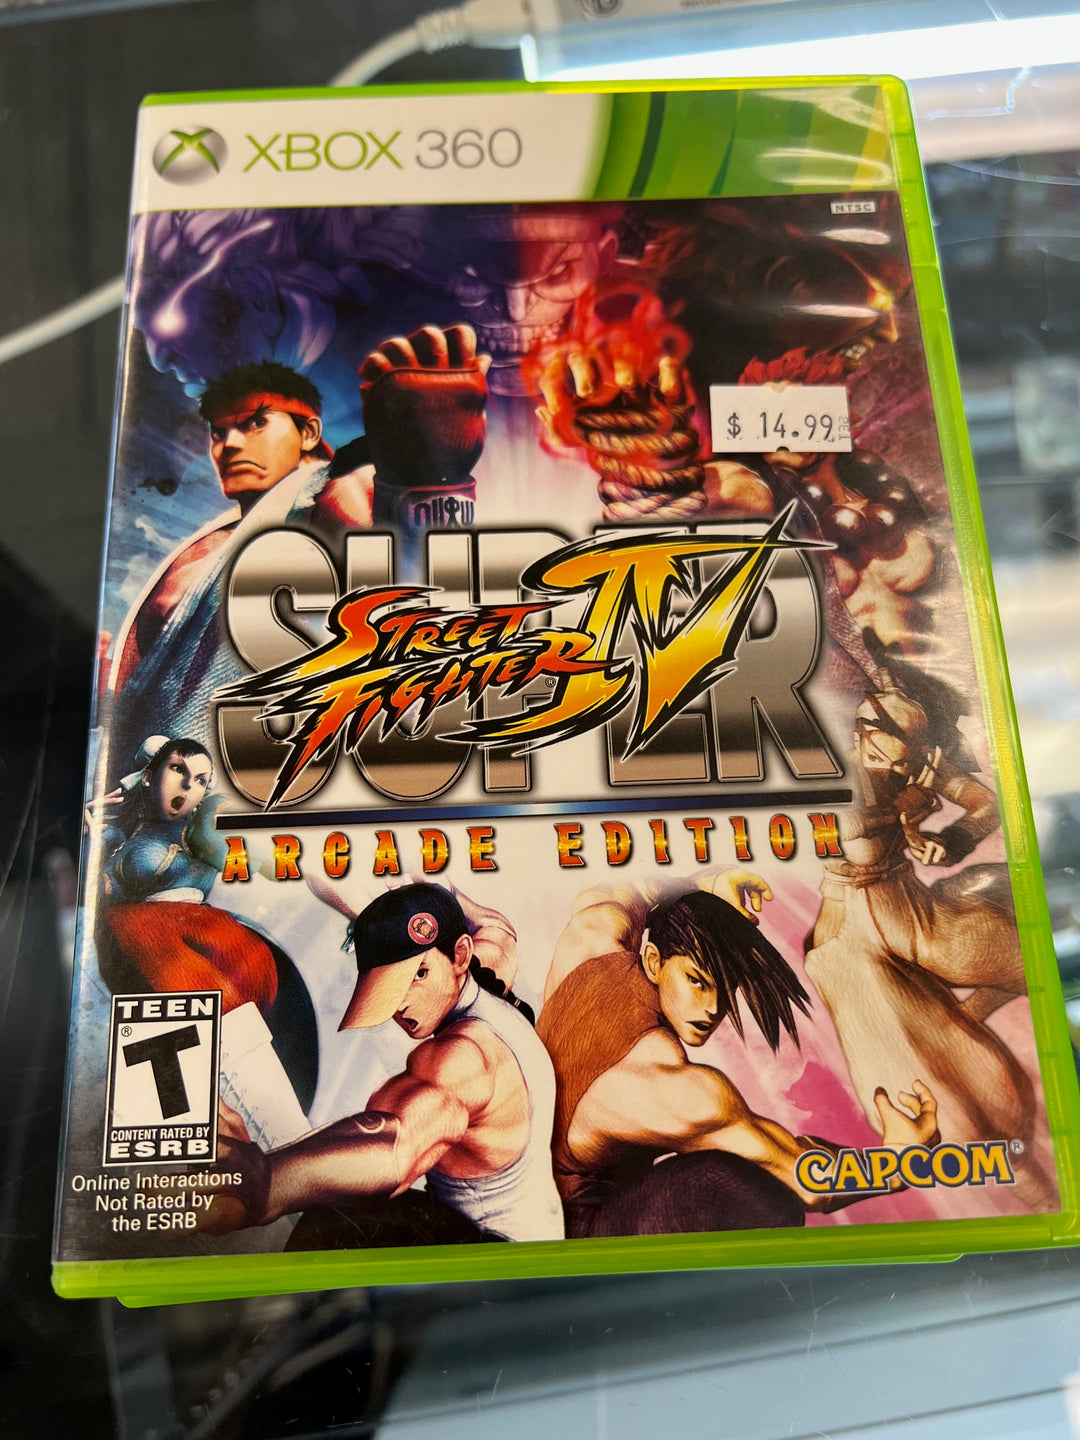 XBOX 360
NTSC
$ 14.99
SUPER
STREET
FIGHTER IV
ARCADE EDITION
TEEN
T
CONTENT RATED BY
ESRB
Online Interactions
Not Rated by
the ESRB
CAPCOM